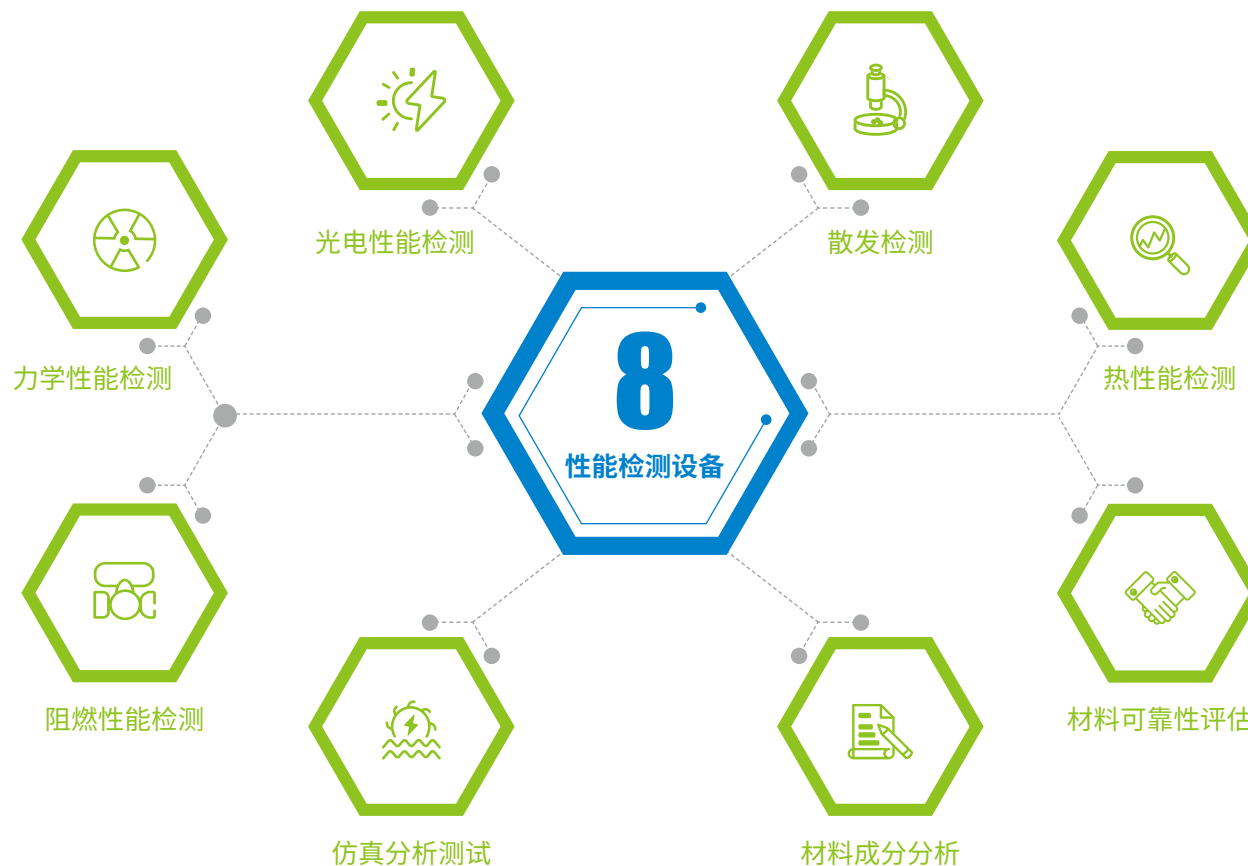 光电性能检测
散发检测
力学性能检测
热性能检测
8
性能检测设备
阻燃性能检测
材料可靠性评估
仿真分析测试
材料成分分析